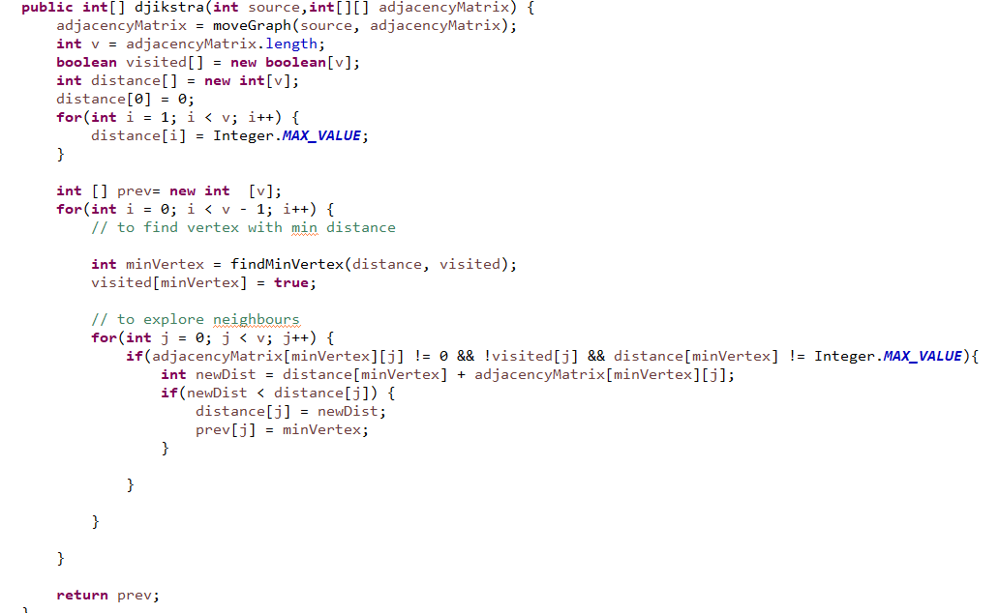 public int[] djikstra(int source,int[][] adjacencyMatrix) {
adjacencyMatrix = moveGraph(source, adjacencyMatrix);
int v = adjacencyMatrix.length;
boolean visited[] = new boolean[v];
int distance[] = new int[v];
distance[0] = 0;
for(int i = 1; i < v; i++) {
distance[i] = Integer.MAX_VALUE;
}
int [] prev= new int  [v];
for(int i = 0; i < v - 1; i++) {
// to find vertex with min distance
int minVertex = findMinVertex(distance, visited);
visited[minVertex] = true;
// to explore neighbours
for(int j = 0; j < v; j++) {
if(adjacencyMatrix[minVertex][j] != 0 && !visited[j] && distance[minVertex] != Integer.MAX_VALUE){
int newDist = distance[minVertex] + adjacencyMatrix[minVertex][j];
if(newDist < distance[j]) {
distance[j] = newDist;
prev[j] = minVertex;
}
}
}
}
return prev;
}